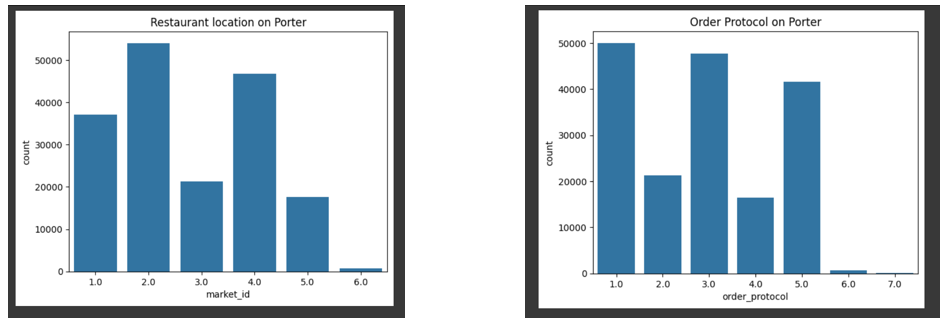 Restaurant location on Porter
50000
40000
30000
20000
10000
0
count
1.0 2.0 3.0 4.0 5.0 6.0
market_id
Order Protocol on Porter
50000
40000
30000
20000
10000
0
count
1.0 2.0 3.0 4.0 5.0 6.0 7.0
order_protocol